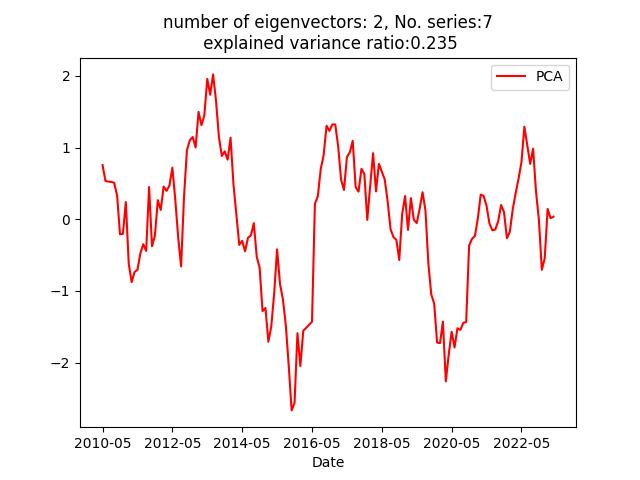 number of eigenvectors: 2, No. series:7
explained variance ratio:0.235
PCA
2
1
0
−1
−2
2010-05 2012-05 2014-05 2016-05 2018-05 2020-05 2022-05
Date